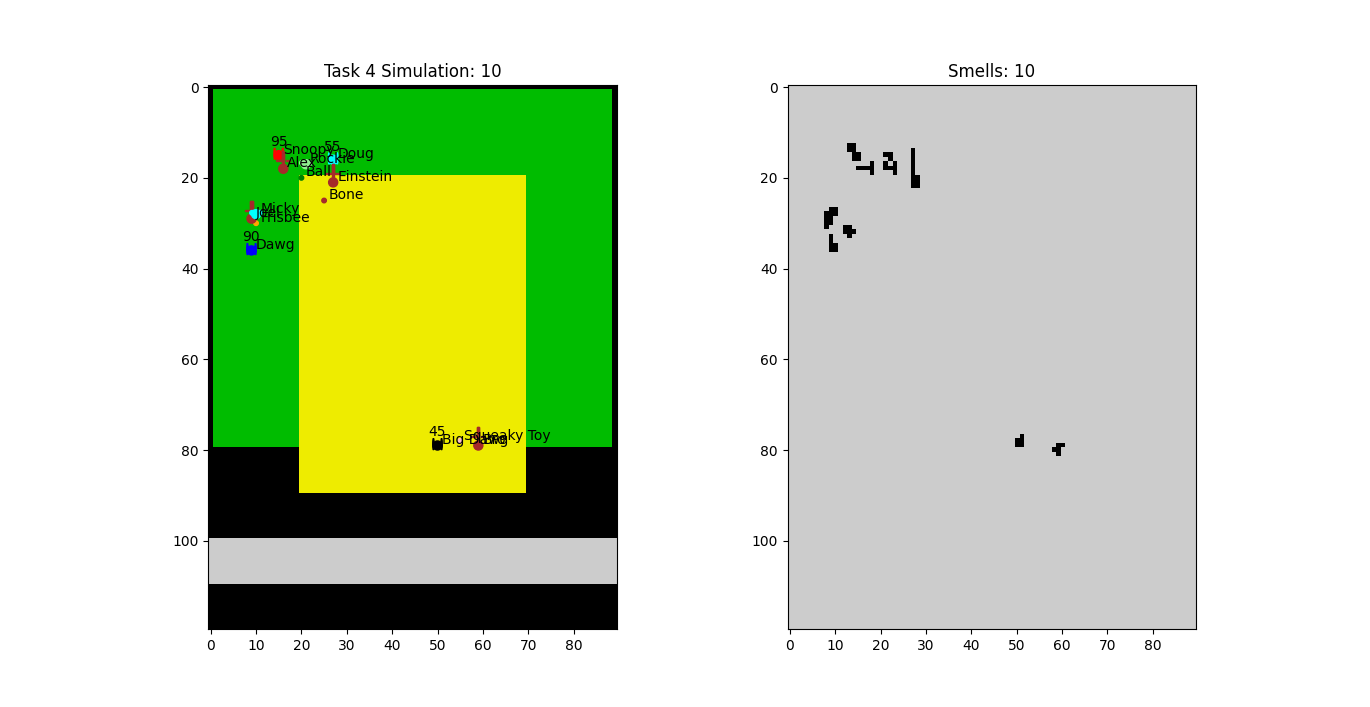 Task 4 Simulation: 10
0
20
40
60
80
100
0 10 20 30 40 50 60 70 80
95
Snoopy
55
Doug
Rockie
Alex
Ball
Einstein
Bone
Micky
Frisbee
90
Dawg
45
Big Dawg
Squeaky Toy
Smells: 10
0
20
40
60
80
100
0 10 20 30 40 50 60 70 80